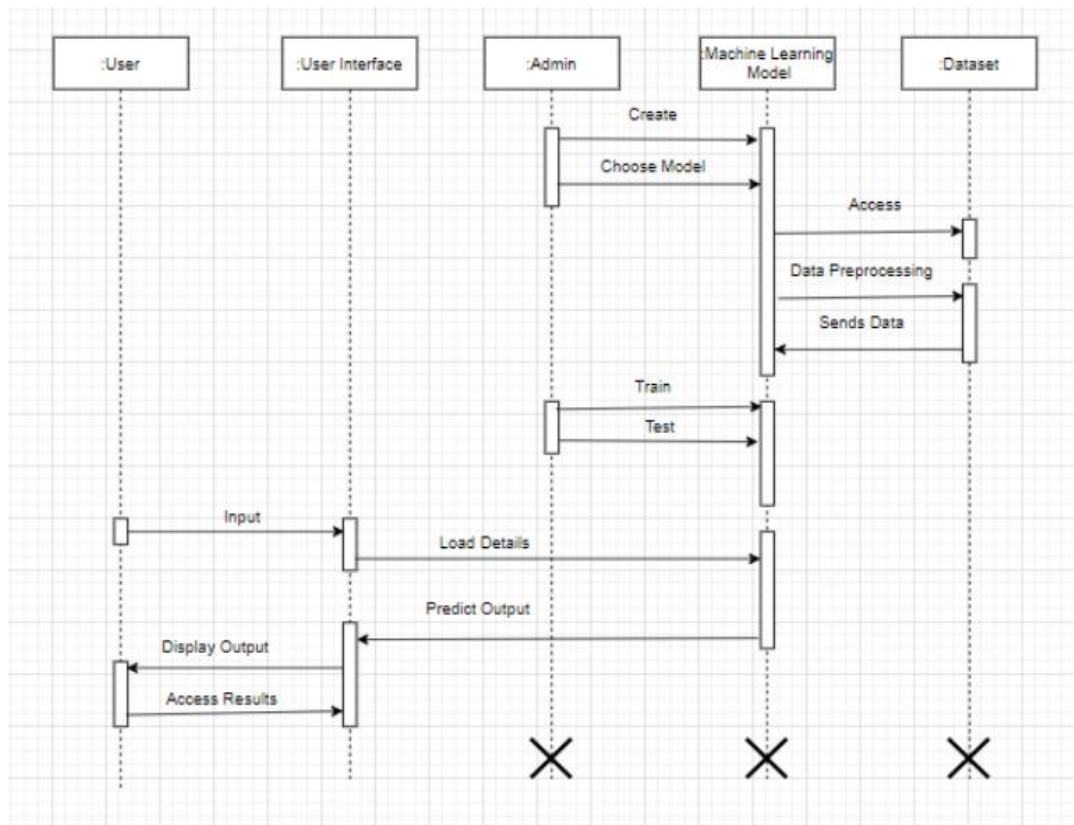 :User
:User Interface
:Admin
:Machine Learning
Model
:Dataset
Create
Choose Model
Access
Data Preprocessing
Sends Data
Train
Test
Input
Load Details
Predict Output
Display Output
Access Results